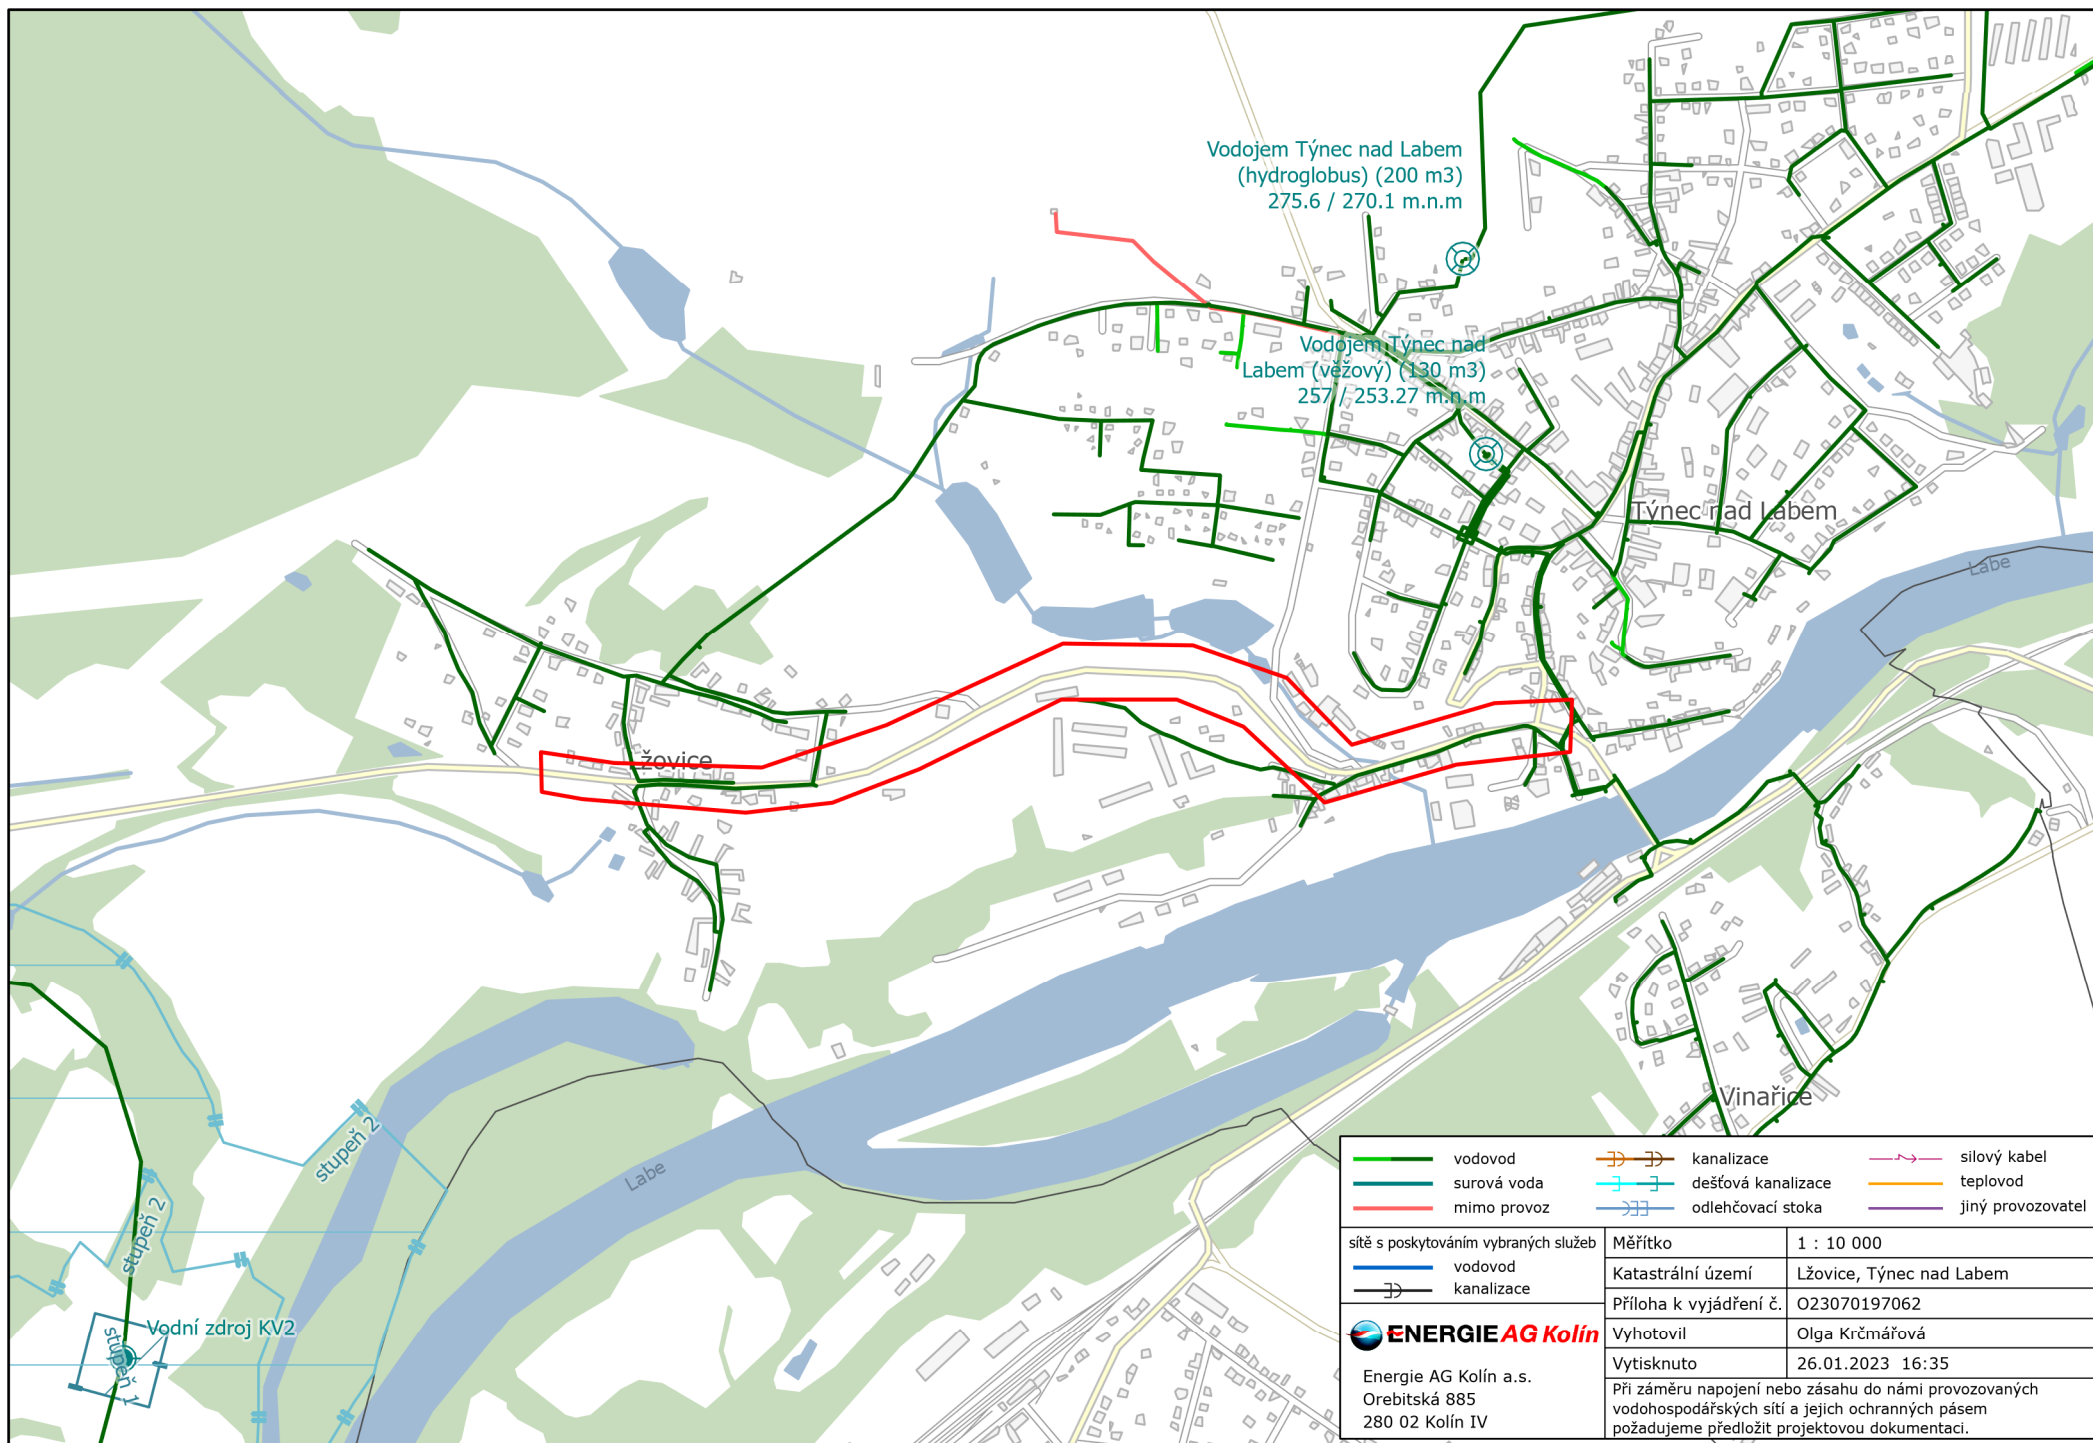 Vodojem Týnec nad Labem
(hydroglobus) (200 m3)
275.6 / 270.1 m.n.m
Vodojem Týnec nad
Labem (věžový) (130 m3)
257 / 253.27 m.n.m
Týnec nad Labem
Labe
žovice
Vinařice
Labe
stupeň 2
stupeň 2
Vodní zdroj KV2
stupeň 1
vodovod
surová voda
mimo provoz
kanalizace
dešťová kanalizace
odlehčovací stoka
silový kabel
teplovod
jiný provozovatel
sítě s poskytováním vybraných služeb
vodovod
kanalizace
ENERGIE AG Kolín
Energie AG Kolín a.s.
Orebitská 885
280 02 Kolín IV
Měřítko 1 : 10 000
Katastrální území Lžovice, Týnec nad Labem
Příloha k vyjádření č. O23070197062
Vyhotovil Olga Krčmářová
Vytisknuto 26.01.2023 16:35
Při záměru napojení nebo zásahu do námi provozovaných
vodohospodářských sítí a jejich ochranných pásem
požadujeme předložit projektovou dokumentaci.